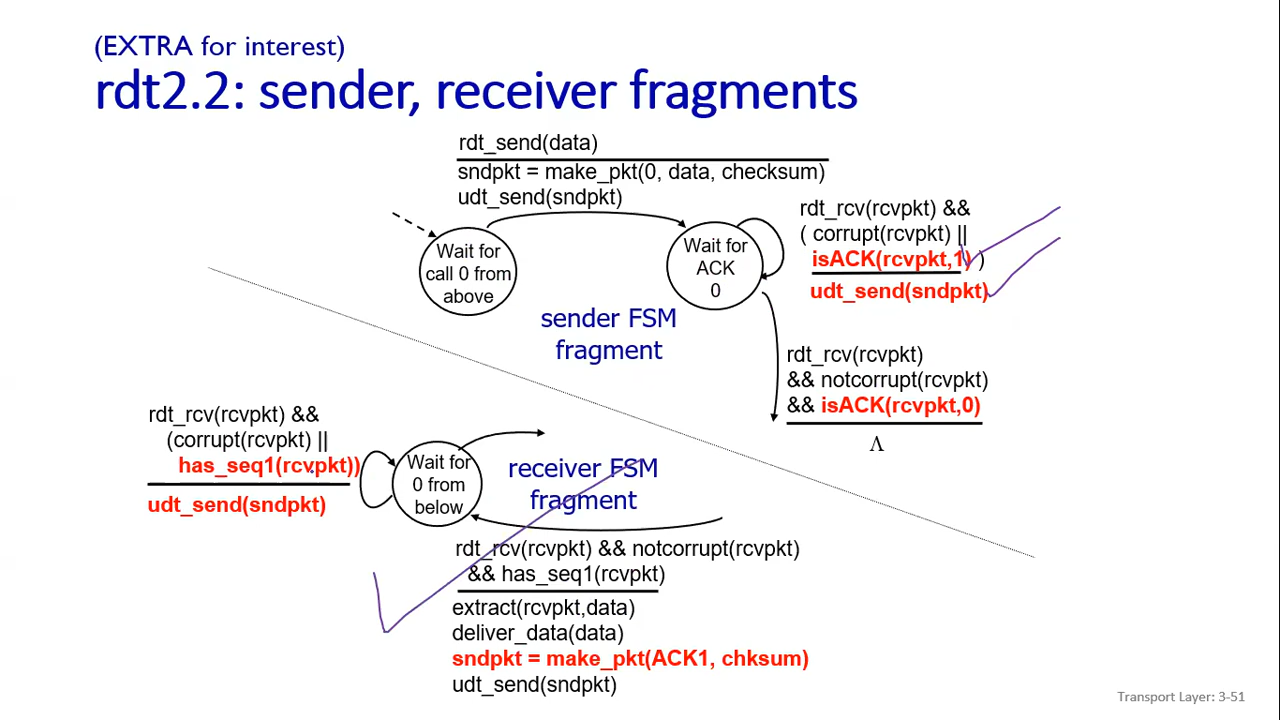 (EXTRA for interest)
rdt2.2: sender, receiver fragments
rdt_send(data)
sndpkt = make_pkt(0, data, checksum)
udt_send(sndpkt)
Wait for
call 0 from
above
Wait for
ACK
0
rdt_rcv(rcvpkt) &&
( corrupt(rcvpkt) ||
isACK(rcvpkt,1) )
udt_send(sndpkt)
sender FSM
fragment
rdt_rcv(rcvpkt)
&& notcorrupt(rcvpkt)
&& isACK(rcvpkt,0)
Λ
rdt_rcv(rcvpkt) &&
(corrupt(rcvpkt) ||
has_seq1(rcvpkt))
udt_send(sndpkt)
Wait for
0 from
below
receiver FSM
fragment
rdt_rcv(rcvpkt) && notcorrupt(rcvpkt)
&& has_seq1(rcvpkt)
extract(rcvpkt,data)
deliver_data(data)
sndpkt = make_pkt(ACK1, chksum)
udt_send(sndpkt)
Transport Layer: 3-51